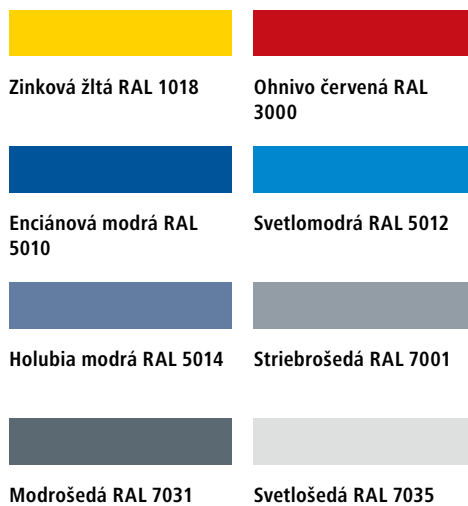 Zinková žltá RAL 1018
Ohnivo červená RAL
3000
Enciánová modrá RAL
5010
Svetlomodrá RAL 5012
Holubia modrá RAL 5014
Striebrošedá RAL 7001
Modrošedá RAL 7031
Svetlošedá RAL 7035